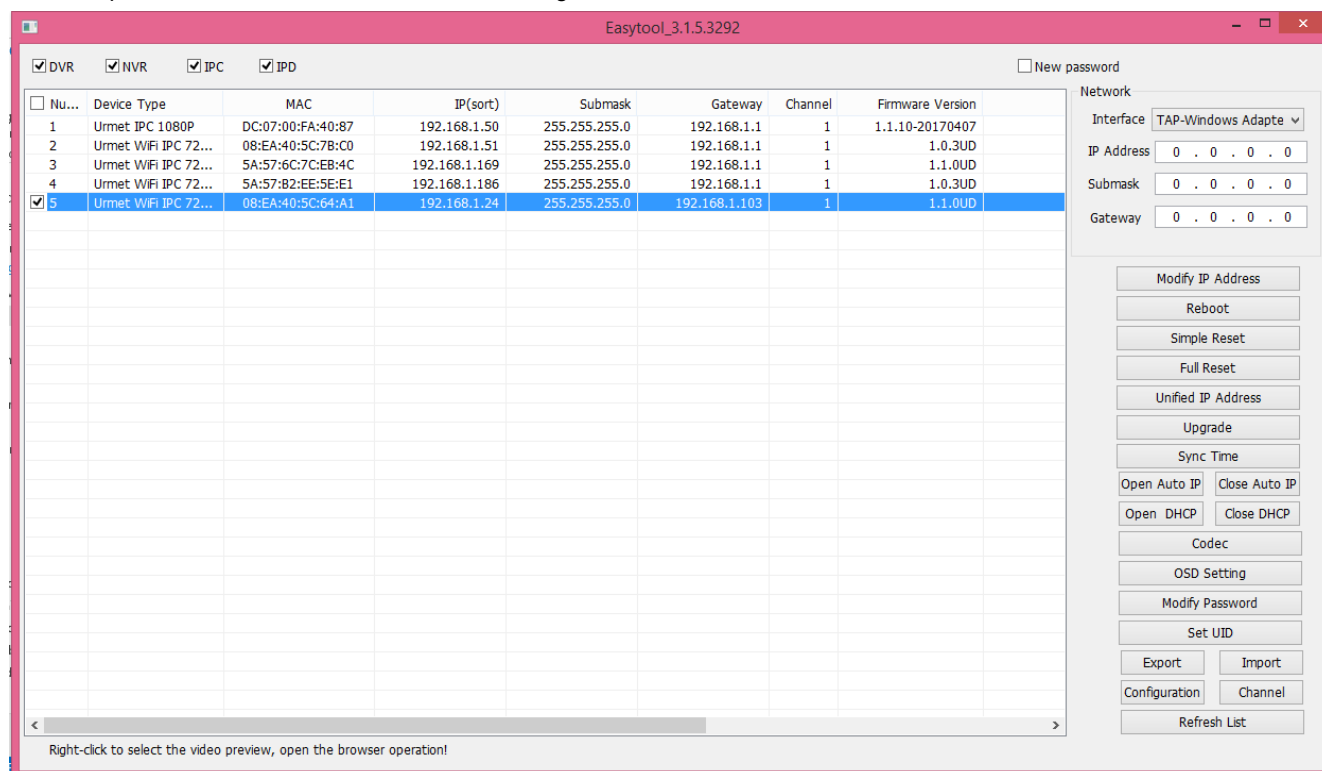 Easytool_3.1.5.3292
DVR NVR IPC IPD New password
Nu... Device Type MAC IP(sort) Submask Gateway Channel Firmware Version
1 Urmet IPC 1080P DC:07:00:FA:40:87 192.168.1.50 255.255.255.0 192.168.1.1 1 1.1.10-20170407
2 Urmet WiFi IPC 72... 08:EA:40:5C:7B:C0 192.168.1.51 255.255.255.0 192.168.1.1 1 1.0.3UD
3 Urmet WiFi IPC 72... 5A:57:6C:7C:EB:4C 192.168.1.169 255.255.255.0 192.168.1.1 1 1.1.0UD
4 Urmet WiFi IPC 72... 5A:57:B2:EE:5E:E1 192.168.1.186 255.255.255.0 192.168.1.1 1 1.0.3UD
5 Urmet WiFi IPC 72... 08:EA:40:5C:64:A1 192.168.1.24 255.255.255.0 192.168.1.103 1 1.1.0UD
Network
Interface TAP-Windows Adapte
IP Address 0 . 0 . 0 . 0
Submask 0 . 0 . 0 . 0
Gateway 0 . 0 . 0 . 0
Modify IP Address
Reboot
Simple Reset
Full Reset
Unified IP Address
Upgrade
Sync Time
Open Auto IP Close Auto IP
Open DHCP Close DHCP
Codec
OSD Setting
Modify Password
Set UID
Export Import
Configuration Channel
Refresh List
Right-click to select the video preview, open the browser operation!